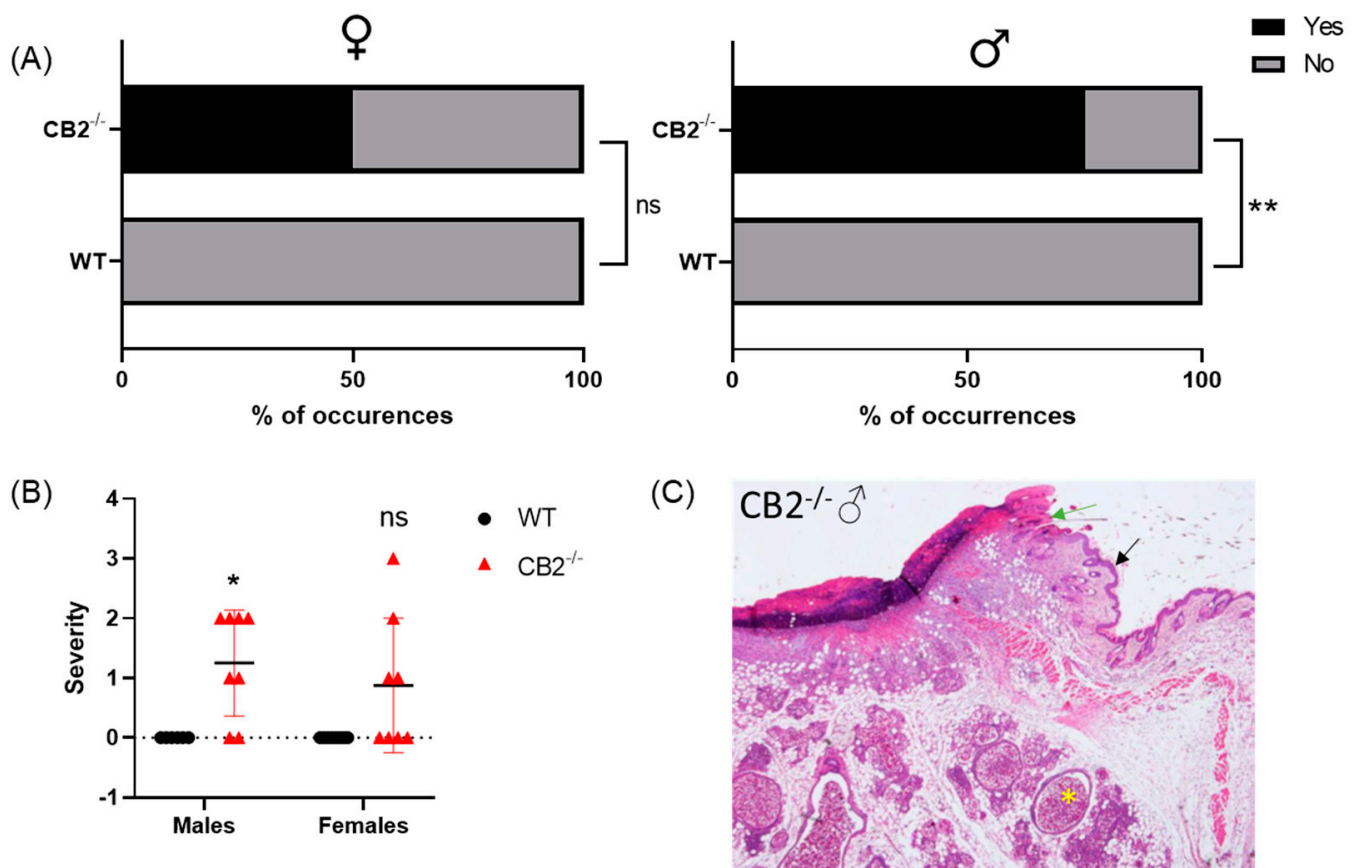 (A)
♀
♂
Yes
No
CB2-/-
WT
ns
0
50
100
% of occurences
CB2-/-
WT
**
0
50
100
% of occurrences
(B)
4
3
2
1
0
-1
Severity
*
ns
WT
CB2-/-
Males
Females
(C)
CB2-/- ♂
*